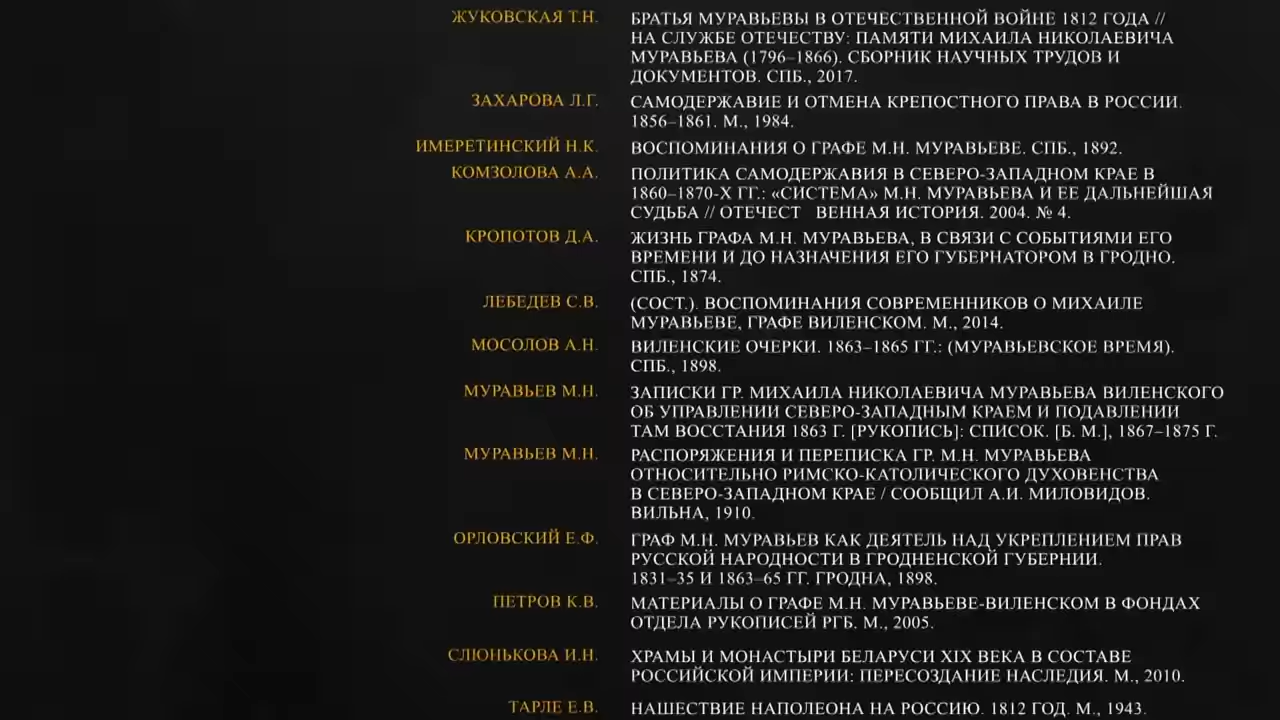 ЖУКОВСКАЯ Т.Н. БРАТЬЯ МУРАВЬЕВЫ В ОТЕЧЕСТВЕННОЙ ВОЙНЕ 1812 ГОДА //
НА СЛУЖБЕ ОТЕЧЕСТВУ: ПАМЯТИ МИХАИЛА НИКОЛАЕВИЧА
МУРАВЬЕВА (1796–1866). СБОРНИК НАУЧНЫХ ТРУДОВ И
ДОКУМЕНТОВ. СПБ., 2017.
ЗАХАРОВА Л.Г. САМОДЕРЖАВИЕ И ОТМЕНА КРЕПОСТНОГО ПРАВА В РОССИИ.
1856–1861. М., 1984.
ИМЕРЕТИНСКИЙ Н.К. ВОСПОМИНАНИЯ О ГРАФЕ М.Н. МУРАВЬЕВЕ. СПБ., 1892.
КОМЗОЛОВА А.А. ПОЛИТИКА САМОДЕРЖАВИЯ В СЕВЕРО-ЗАПАДНОМ КРАЕ В
1860–1870-Х ГГ.: «СИСТЕМА» М.Н. МУРАВЬЕВА И ЕЕ ДАЛЬНЕЙШАЯ
СУДЬБА // ОТЕЧЕСТ ВЕННАЯ ИСТОРИЯ. 2004. № 4.
КРОПОТОВ Д.А. ЖИЗНЬ ГРАФА М.Н. МУРАВЬЕВА, В СВЯЗИ С СОБЫТИЯМИ ЕГО
ВРЕМЕНИ И ДО НАЗНАЧЕНИЯ ЕГО ГУБЕРНАТОРОМ В ГРОДНО.
СПБ., 1874.
ЛЕБЕДЕВ С.В. (СОСТ.). ВОСПОМИНАНИЯ СОВРЕМЕННИКОВ О МИХАИЛЕ
МУРАВЬЕВЕ, ГРАФЕ ВИЛЕНСКОМ. М., 2014.
МОСОЛОВ А.Н. ВИЛЕНСКИЕ ОЧЕРКИ. 1863–1865 ГГ.: (МУРАВЬЕВСКОЕ ВРЕМЯ).
СПБ., 1898.
МУРАВЬЕВ М.Н. ЗАПИСКИ ГР. МИХАИЛА НИКОЛАЕВИЧА МУРАВЬЕВА ВИЛЕНСКОГО
ОБ УПРАВЛЕНИИ СЕВЕРО-ЗАПАДНЫМ КРАЕМ И ПОДАВЛЕНИИ
ТАМ ВОССТАНИЯ 1863 Г. [РУКОПИСЬ]: СПИСОК. [Б. М.], 1867–1875 Г.
МУРАВЬЕВ М.Н. РАСПОРЯЖЕНИЯ И ПЕРЕПИСКА ГР. М.Н. МУРАВЬЕВА
ОТНОСИТЕЛЬНО РИМСКО-КАТОЛИЧЕСКОГО ДУХОВЕНСТВА
В СЕВЕРО-ЗАПАДНОМ КРАЕ / СООБЩИЛ А.И. МИЛОВИДОВ.
ВИЛЬНА, 1910.
ОРЛОВСКИЙ Е.Ф. ГРАФ М.Н. МУРАВЬЕВ КАК ДЕЯТЕЛЬ НАД УКРЕПЛЕНИЕМ ПРАВ
РУССКОЙ НАРОДНОСТИ В ГРОДНЕНСКОЙ ГУБЕРНИИ.
1831–35 И 1863–65 ГГ. ГРОДНА, 1898.
ПЕТРОВ К.В. МАТЕРИАЛЫ О ГРАФЕ М.Н. МУРАВЬЕВЕ-ВИЛЕНСКОМ В ФОНДАХ
ОТДЕЛА РУКОПИСЕЙ РГБ. М., 2005.
СЛЮНЬКОВА И.Н. ХРАМЫ И МОНАСТЫРИ БЕЛАРУСИ XIX ВЕКА В СОСТАВЕ
РОССИЙСКОЙ ИМПЕРИИ: ПЕРЕСОЗДАНИЕ НАСЛЕДИЯ. М., 2010.
ТАРЛЕ Е.В. НАШЕСТВИЕ НАПОЛЕОНА НА РОССИЮ. 1812 ГОД. М., 1943.